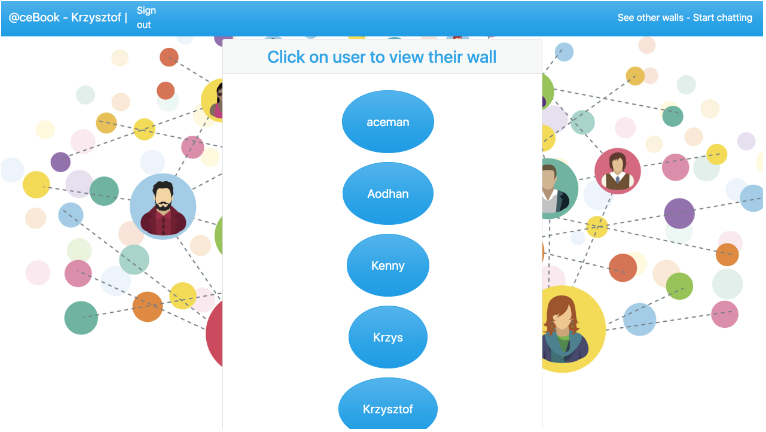 @ceBook - Krzysztof | Sign
out
See other walls - Start chatting
Click on user to view their wall
aceman
Aodhan
Kenny
Krzys
Krzysztof